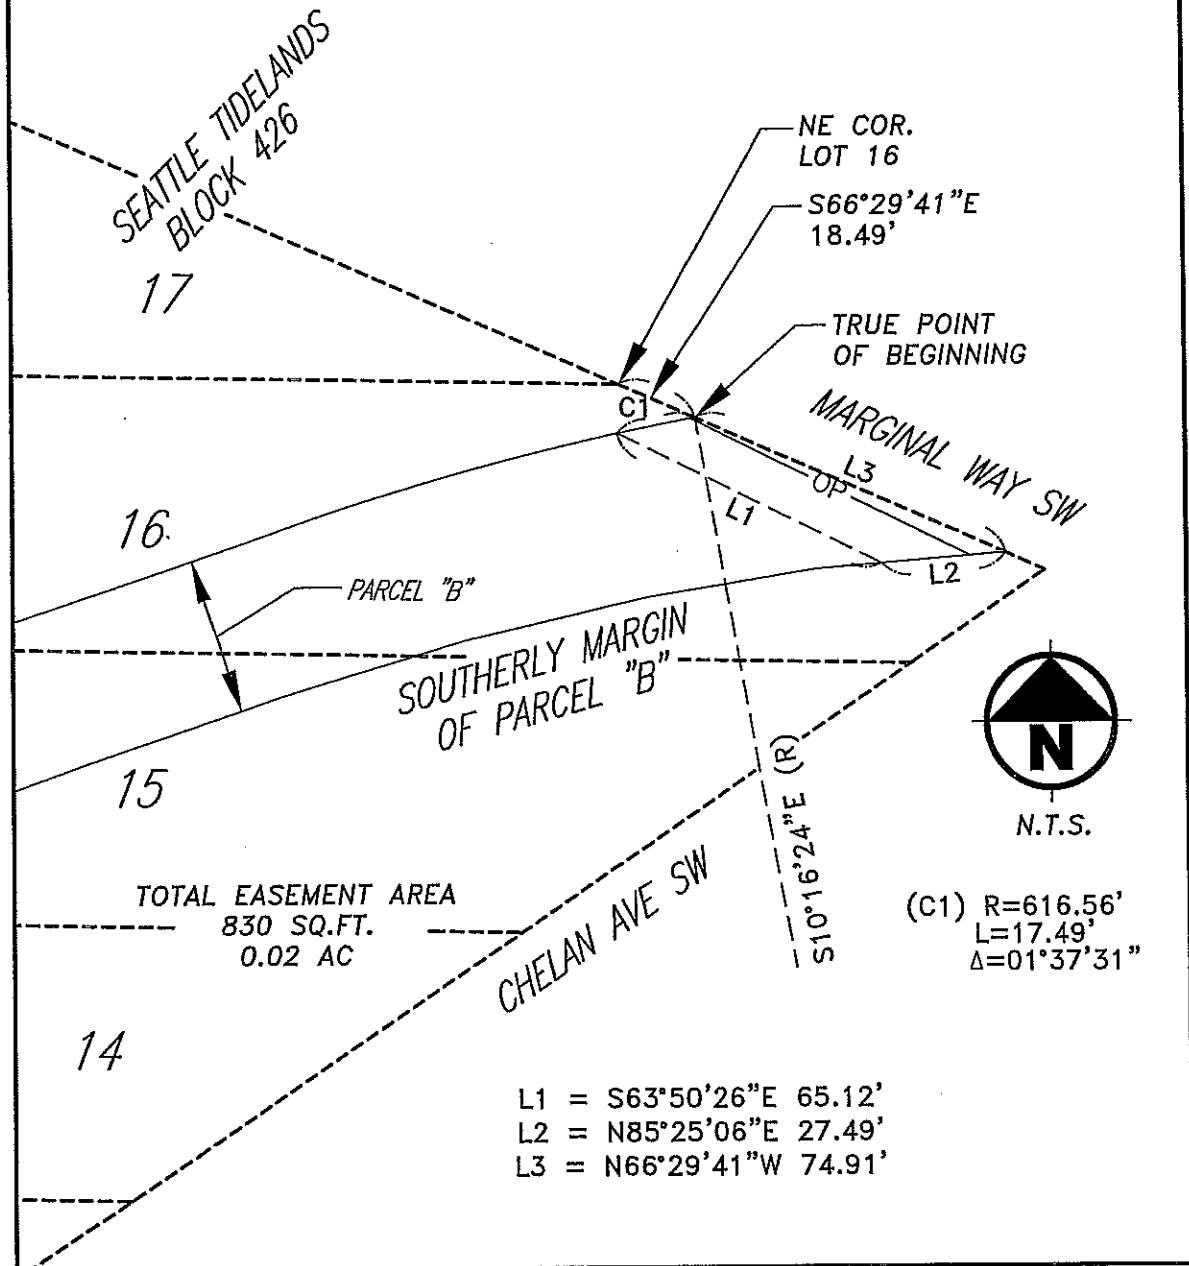 SEATTLE TIDELANDS
BLOCK 426
NE COR.
LOT 16
S66°29'41"E
18.49'
17
TRUE POINT
OF BEGINNING
C1
MARGINAL WAY SW
L3
OP
L1
16
L2
PARCEL "B"
SOUTHERLY MARGIN
OF PARCEL "B"
N
N.T.S.
15
S10°16'24"E (R)
TOTAL EASEMENT AREA
830 SQ.FT.
0.02 AC
CHELAN AVE SW
(C1) R=616.56'
L=17.49'
Δ=01°37'31"
14
L1 = S63°50'26"E 65.12'
L2 = N85°25'06"E 27.49'
L3 = N66°29'41"W 74.91'